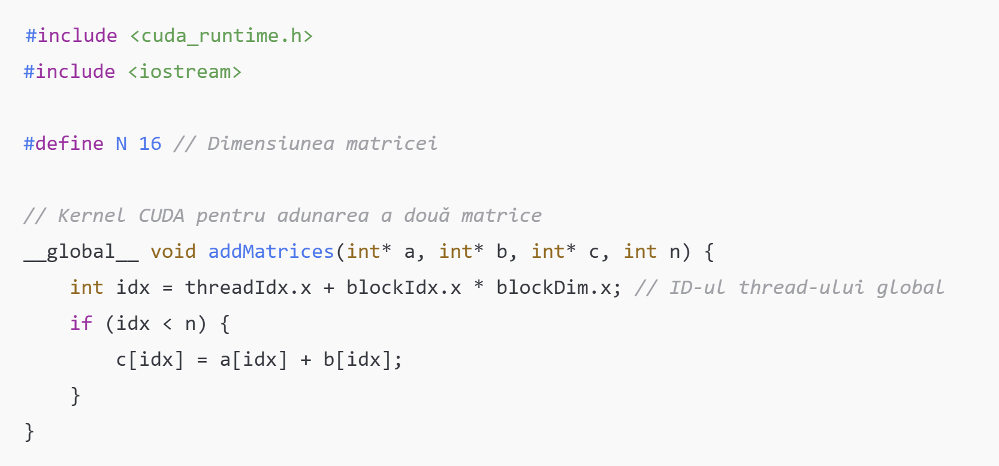 #include <cuda_runtime.h>
#include <iostream>
#define N 16 // Dimensiunea matricei
// Kernel CUDA pentru adunarea a două matrice
__global__ void addMatrices(int* a, int* b, int* c, int n) {
    int idx = threadIdx.x + blockIdx.x * blockDim.x; // ID-ul thread-ului global
    if (idx < n) {
        c[idx] = a[idx] + b[idx];
    }
}